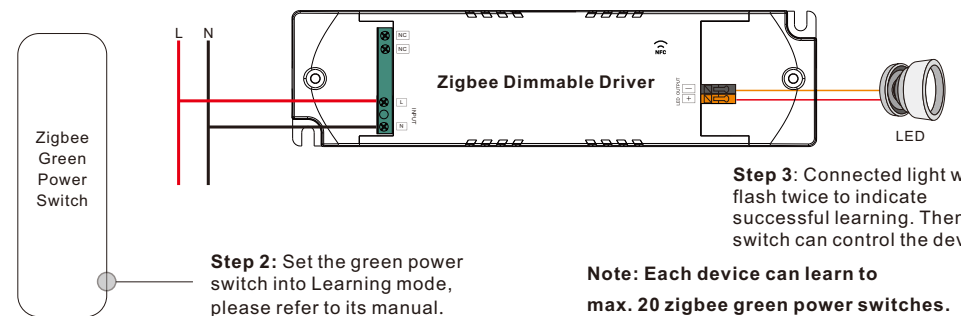 L N
NC
NC
NFC
Zigbee Dimmable Driver
LED OUTPUT
− +
L
N
INPUT
LED
Zigbee
Green
Power
Switch
Step 2: Set the green power
switch into Learning mode,
please refer to its manual.
Step 3: Connected light w
flash twice to indicate
successful learning. Then
switch can control the dev
Note: Each device can learn to
max. 20 zigbee green power switches.